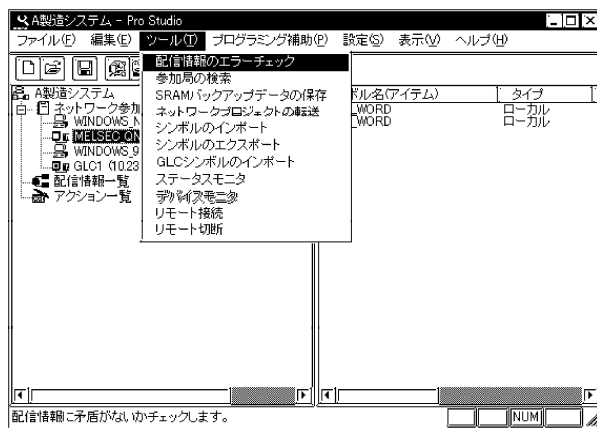 A製造システム - Pro Studio
ファイル(F) 編集(E) ツール(T) プログラミング補助(P) 設定(S) 表示(V) ヘルプ(H)
配信情報のエラーチェック
参加局の検索
SRAMバックアップデータの保存
ネットワークプロジェクトの転送
シンボルのインポート
シンボルのエクスポート
GLCシンボルのインポート
ステータスモニタ
デバイスモニタ
リモート接続
リモート切断
A製造システム
ネットワーク参加
WINDOWS_N
MELSEC_QN
WINDOWS_9
GLC1 (10.23
配信情報一覧
アクション一覧
ボル名(アイテム) タイプ
_WORD ローカル
_WORD ローカル
配信情報に矛盾がないかチェックします。
NUM